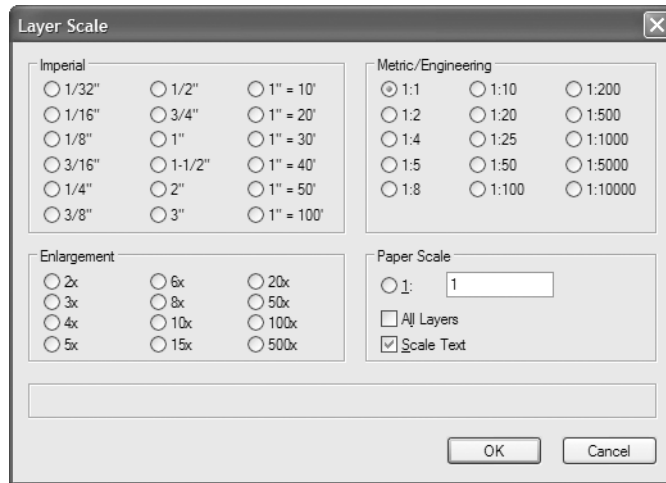 Layer Scale
Imperial
1/32" 1/2" 1" = 10'
1/16" 3/4" 1" = 20'
1/8" 1" 1" = 30'
3/16" 1-1/2" 1" = 40'
1/4" 2" 1" = 50'
3/8" 3" 1" = 100'
Metric/Engineering
1:1 1:10 1:200
1:2 1:20 1:500
1:4 1:25 1:1000
1:5 1:50 1:5000
1:8 1:100 1:10000
Enlargement
2x 6x 20x
3x 8x 50x
4x 10x 100x
5x 15x 500x
Paper Scale
1: 1
All Layers
Scale Text
OK Cancel